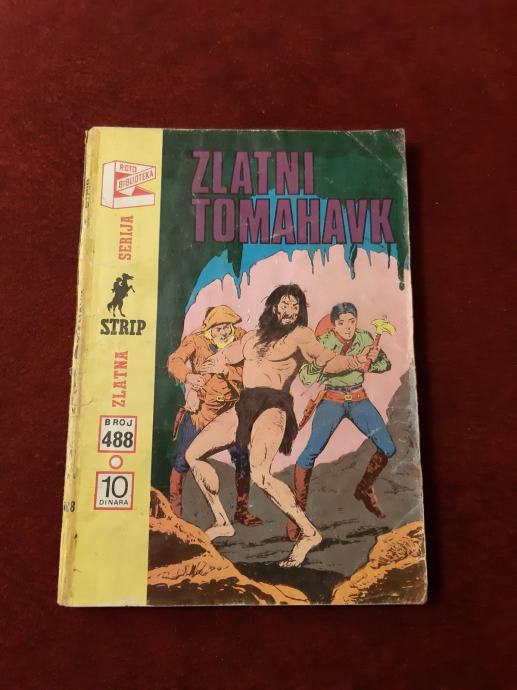 ROTO
BIBLIOTEKA
ZLATNI
TOMAHAVK
ZLATNA
STRIP
SERIJA
BROJ
488
10
DINARA